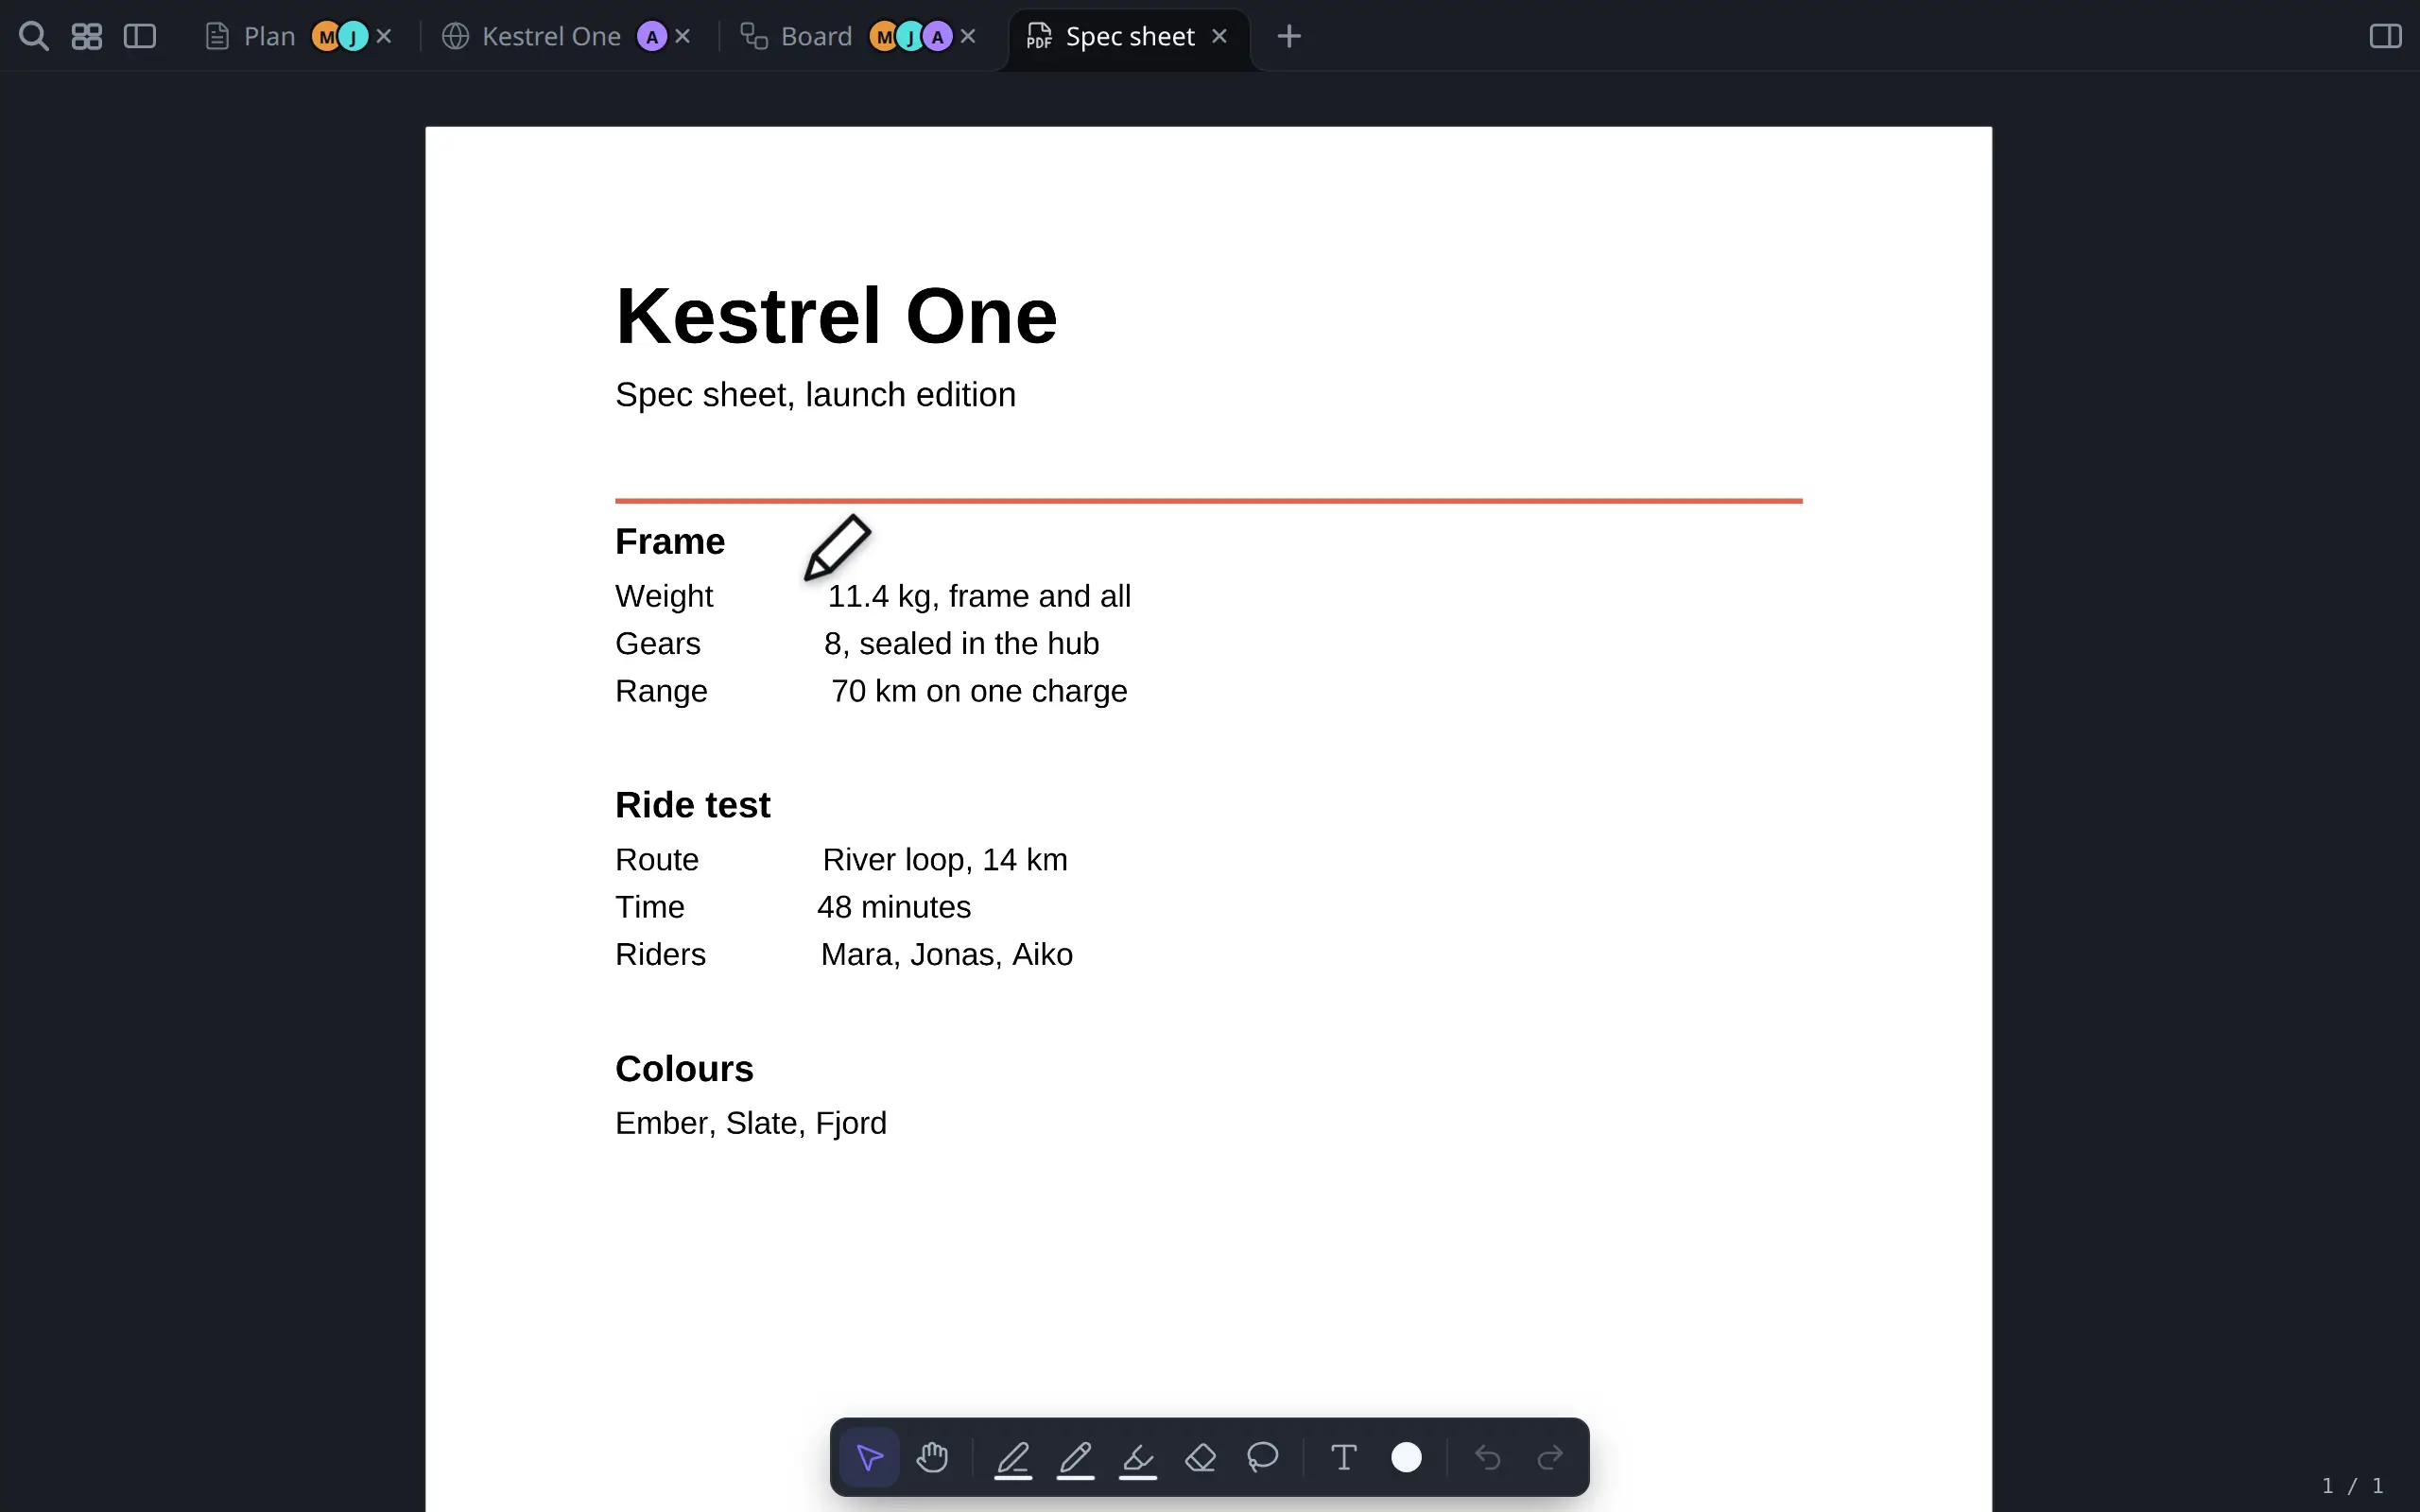 Plan M J
Kestrel One A
Board M J A
PDF Spec sheet
Kestrel One
Spec sheet, launch edition
Frame
Weight 11.4 kg, frame and all
Gears 8, sealed in the hub
Range 70 km on one charge
Ride test
Route River loop, 14 km
Time 48 minutes
Riders Mara, Jonas, Aiko
Colours
Ember, Slate, Fjord
T
1 / 1